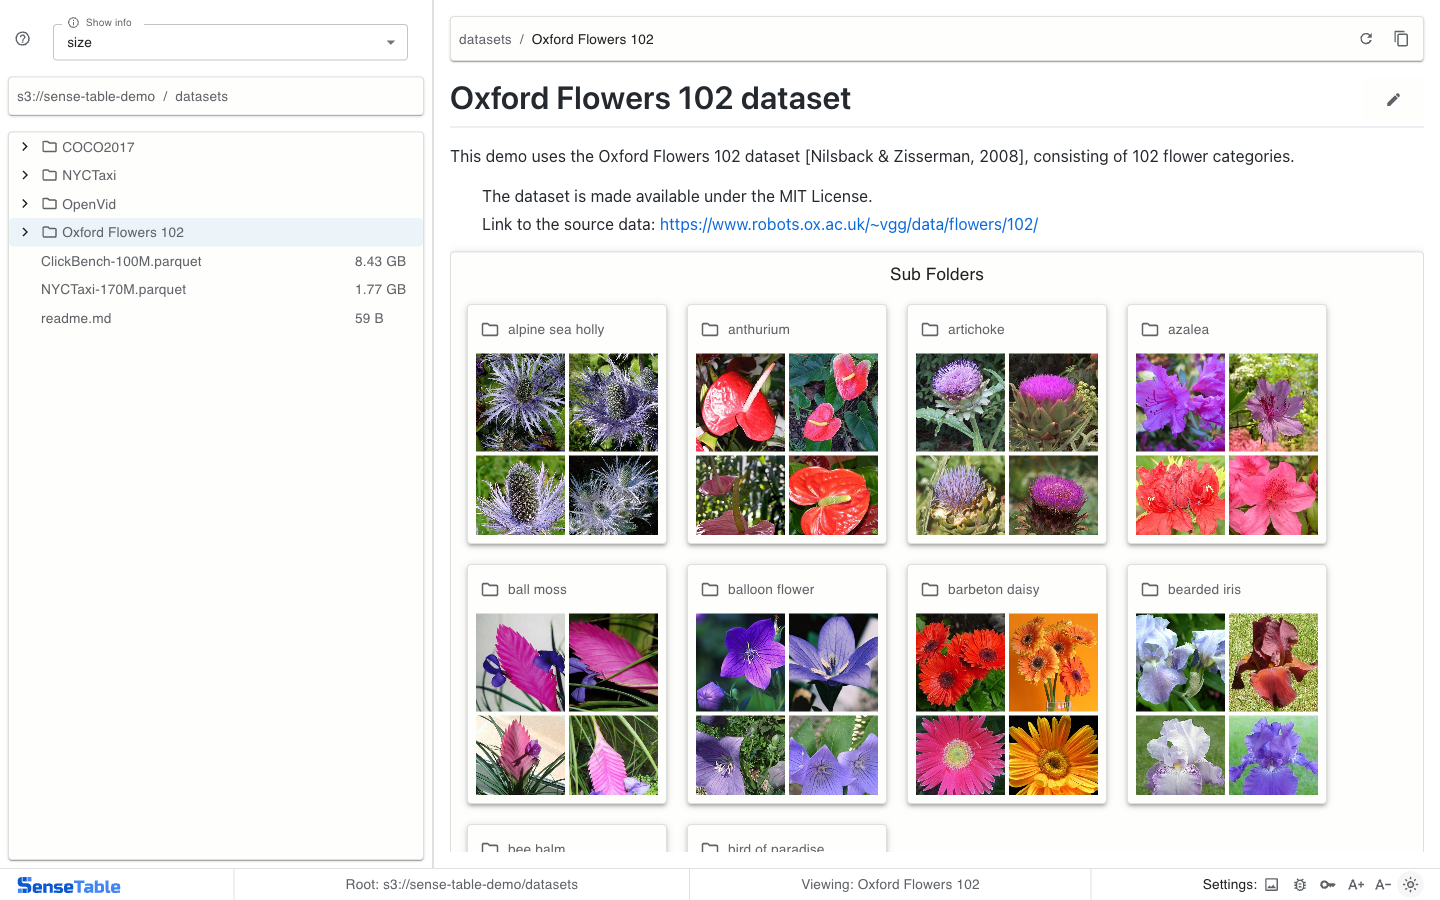 Show info
size
s3://sense-table-demo / datasets
COCO2017
NYCTaxi
OpenVid
Oxford Flowers 102
ClickBench-100M.parquet 8.43 GB
NYCTaxi-170M.parquet 1.77 GB
readme.md 59 B
datasets / Oxford Flowers 102
Oxford Flowers 102 dataset
This demo uses the Oxford Flowers 102 dataset [Nilsback & Zisserman, 2008], consisting of 102 flower categories.
The dataset is made available under the MIT License.
Link to the source data: https://www.robots.ox.ac.uk/~vgg/data/flowers/102/
Sub Folders
alpine sea holly
anthurium
artichoke
azalea
ball moss
balloon flower
barbeton daisy
bearded iris
bee balm
bird of paradise
SenseTable
Root: s3://sense-table-demo/datasets
Viewing: Oxford Flowers 102
Settings: A+ A-